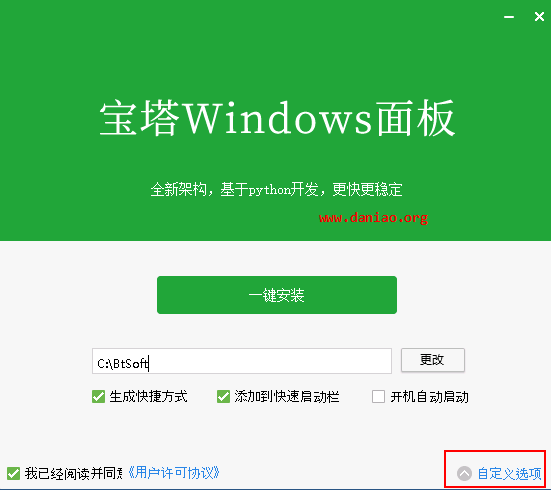 宝塔Windows面板
全新架构，基于python开发，更快更稳定
www.daniao.org
一键安装
C:\BtSoft
更改
生成快捷方式 添加到快速启动栏 开机自动启动
我已经阅读并同意《用户许可协议》 自定义选项